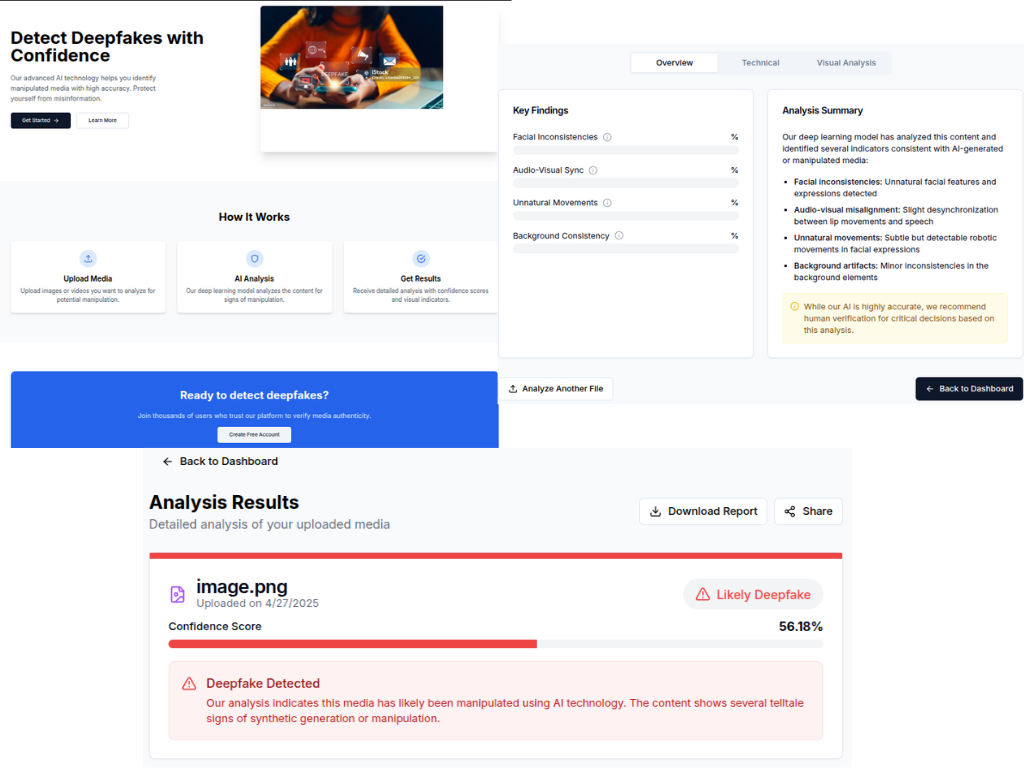 Detect Deepfakes with
Confidence
Our advanced AI technology helps you identify
manipulated media with high accuracy. Protect
yourself from misinformation.
Get Started →
Learn More
DEEPFAKE
iStock
How It Works
Upload Media
Upload images or videos you want to analyze for
potential manipulation.
AI Analysis
Our deep learning model analyzes the content for
signs of manipulation.
Get Results
Receive detailed analysis with confidence scores
and visual indicators.
Ready to detect deepfakes?
Join thousands of users who trust our platform to verify media authenticity.
Create Free Account
Overview
Technical
Visual Analysis
Key Findings
Facial Inconsistencies %
Audio-Visual Sync %
Unnatural Movements %
Background Consistency %
Analysis Summary
Our deep learning model has analyzed this content and
identified several indicators consistent with AI-generated
or manipulated media:
• Facial inconsistencies: Unnatural facial features and
expressions detected
• Audio-visual misalignment: Slight desynchronization
between lip movements and speech
• Unnatural movements: Subtle but detectable robotic
movements in facial expressions
• Background artifacts: Minor inconsistencies in the
background elements
While our AI is highly accurate, we recommend
human verification for critical decisions based on
this analysis.
Analyze Another File
← Back to Dashboard
← Back to Dashboard
Analysis Results
Detailed analysis of your uploaded media
Download Report
Share
image.png
Uploaded on 4/27/2025
Likely Deepfake
Confidence Score
56.18%
Deepfake Detected
Our analysis indicates this media has likely been manipulated using AI technology. The content shows several telltale
signs of synthetic generation or manipulation.